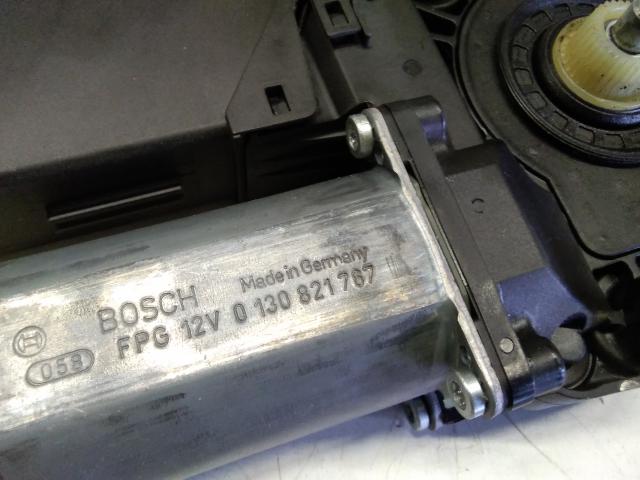 BOSCH Made in Germany
FPG 12V 0 130 821 767
058